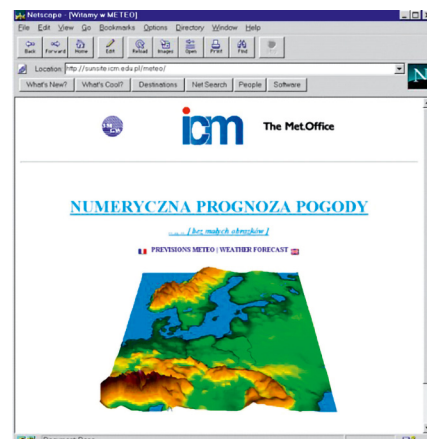 Netscape - [Witamy w METEO]
File Edit View Go Bookmarks Options Directory Window Help
Back Forward Home Edit Reload Images Open Print Find
Location: http://sunsite.icm.edu.pl/meteo/
What's New? What's Cool? Destinations Net Search People Software
N
icm The Met.Office
NUMERYCZNA PROGNOZA POGODY
[ bez małych obrazków ]
PREVISIONS METEO | WEATHER FORECAST
Document: Done